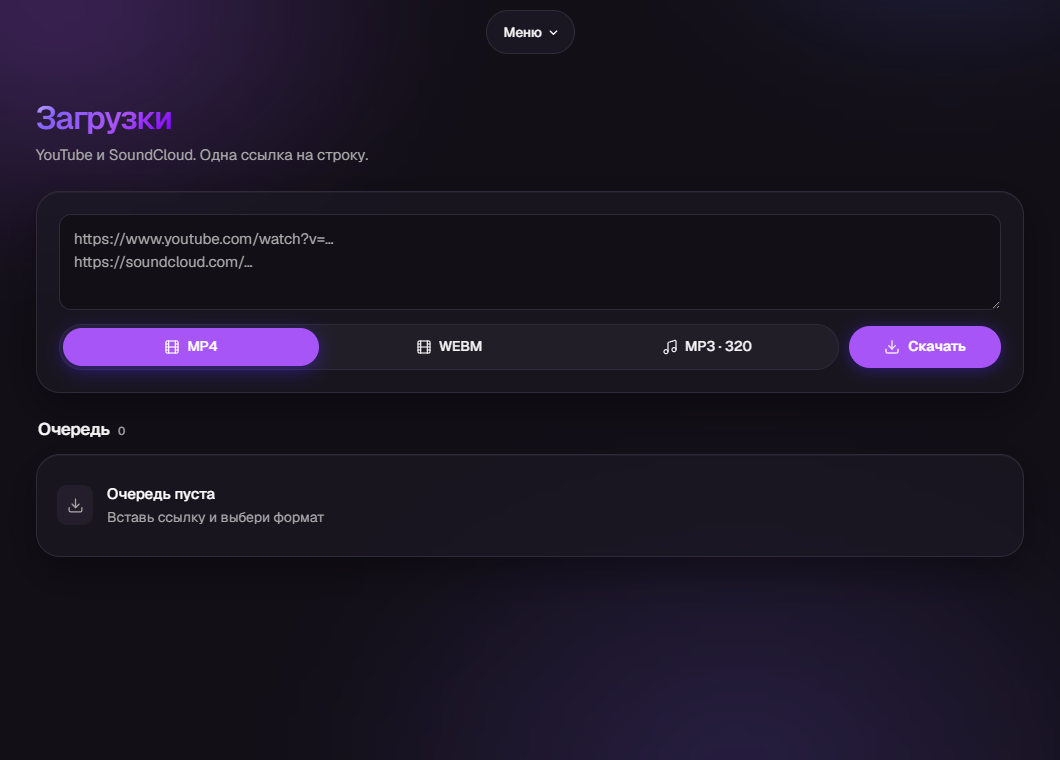 Меню
Загрузки
YouTube и SoundCloud. Одна ссылка на строку.
https://www.youtube.com/watch?v=…
https://soundcloud.com/…
MP4
WEBM
MP3 · 320
Скачать
Очередь 0
Очередь пуста
Вставь ссылку и выбери формат